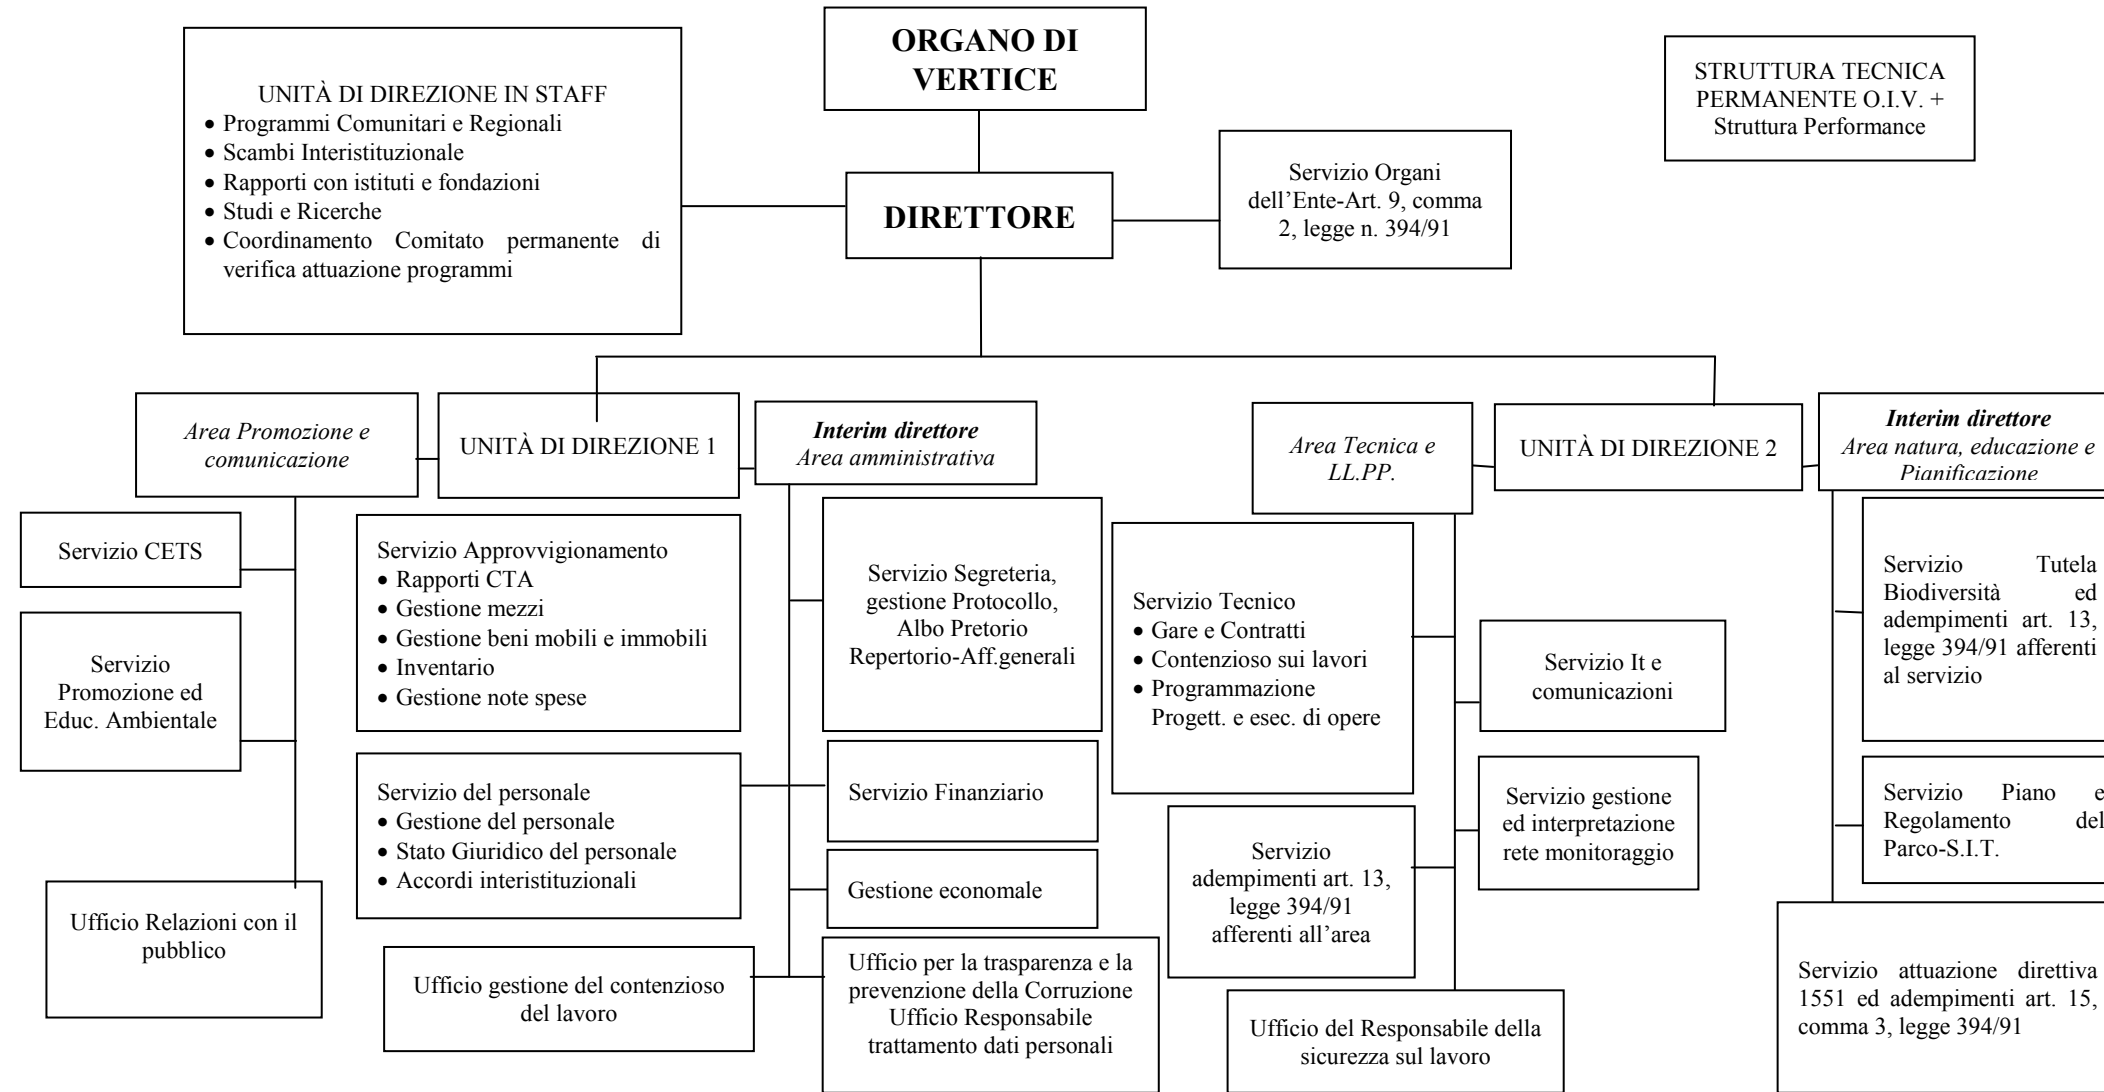 ORGANO DI
VERTICE
UNITÀ DI DIREZIONE IN STAFF
• Programmi Comunitari e Regionali
• Scambi Interistituzionale
• Rapporti con istituti e fondazioni
• Studi e Ricerche
• Coordinamento Comitato permanente di
verifica attuazione programmi
STRUTTURA TECNICA
PERMANENTE O.I.V. +
Struttura Performance
DIRETTORE
Servizio Organi
dell’Ente-Art. 9, comma
2, legge n. 394/91
Area Promozione e
comunicazione
UNITÀ DI DIREZIONE 1
Interim direttore
Area amministrativa
Area Tecnica e
LL.PP.
UNITÀ DI DIREZIONE 2
Interim direttore
Area natura, educazione e
Pianificazione
Servizio CETS
Servizio
Promozione ed
Educ. Ambientale
Ufficio Relazioni con il
pubblico
Servizio Approvvigionamento
• Rapporti CTA
• Gestione mezzi
• Gestione beni mobili e immobili
• Inventario
• Gestione note spese
Servizio del personale
• Gestione del personale
• Stato Giuridico del personale
• Accordi interistituzionali
Ufficio gestione del contenzioso
del lavoro
Servizio Segreteria,
gestione Protocollo,
Albo Pretorio
Repertorio-Aff.generali
Servizio Finanziario
Gestione economale
Ufficio per la trasparenza e la
prevenzione della Corruzione
Ufficio Responsabile
trattamento dati personali
Servizio Tecnico
• Gare e Contratti
• Contenzioso sui lavori
• Programmazione
Progett. e esec. di opere
Servizio
adempimenti art. 13,
legge 394/91
afferenti all’area
Ufficio del Responsabile della
sicurezza sul lavoro
Servizio It e
comunicazioni
Servizio gestione
ed interpretazione
rete monitoraggio
Servizio Tutela
Biodiversità ed
adempimenti art. 13,
legge 394/91 afferenti
al servizio
Servizio Piano e
Regolamento del
Parco-S.I.T.
Servizio attuazione direttiva
1551 ed adempimenti art. 15,
comma 3, legge 394/91